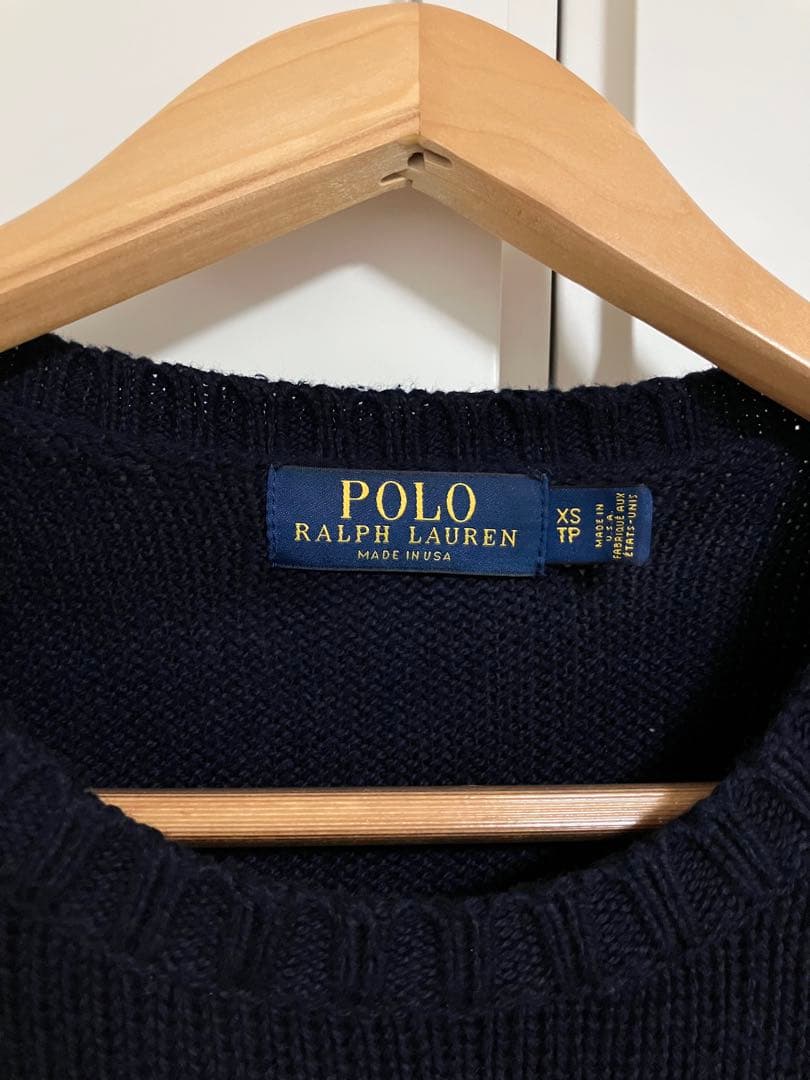 POLO
RALPH LAUREN
MADE IN USA
XS
TP
MADE IN
U.S.A.
FABRIQUÉ AUX
ÉTATS-UNIS